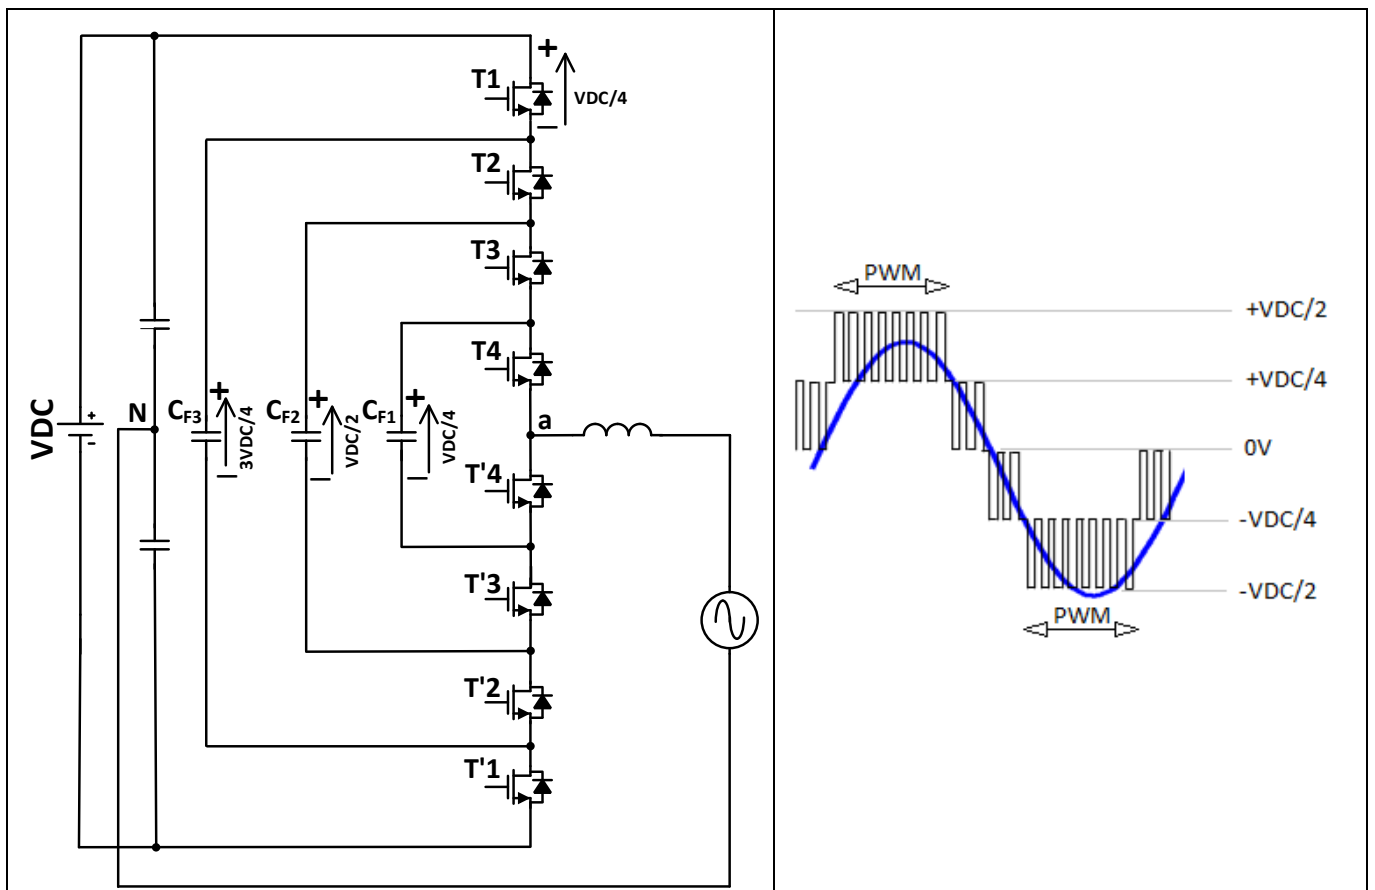 +
T1
VDC/4
−
T2
T3
T4
VDC
+
-
N
CF3
+
3VDC/4
−
CF2
+
VDC/2
−
CF1
+
VDC/4
−
a
T'4
T'3
T'2
T'1
PWM
+VDC/2
+VDC/4
0V
-VDC/4
-VDC/2
PWM